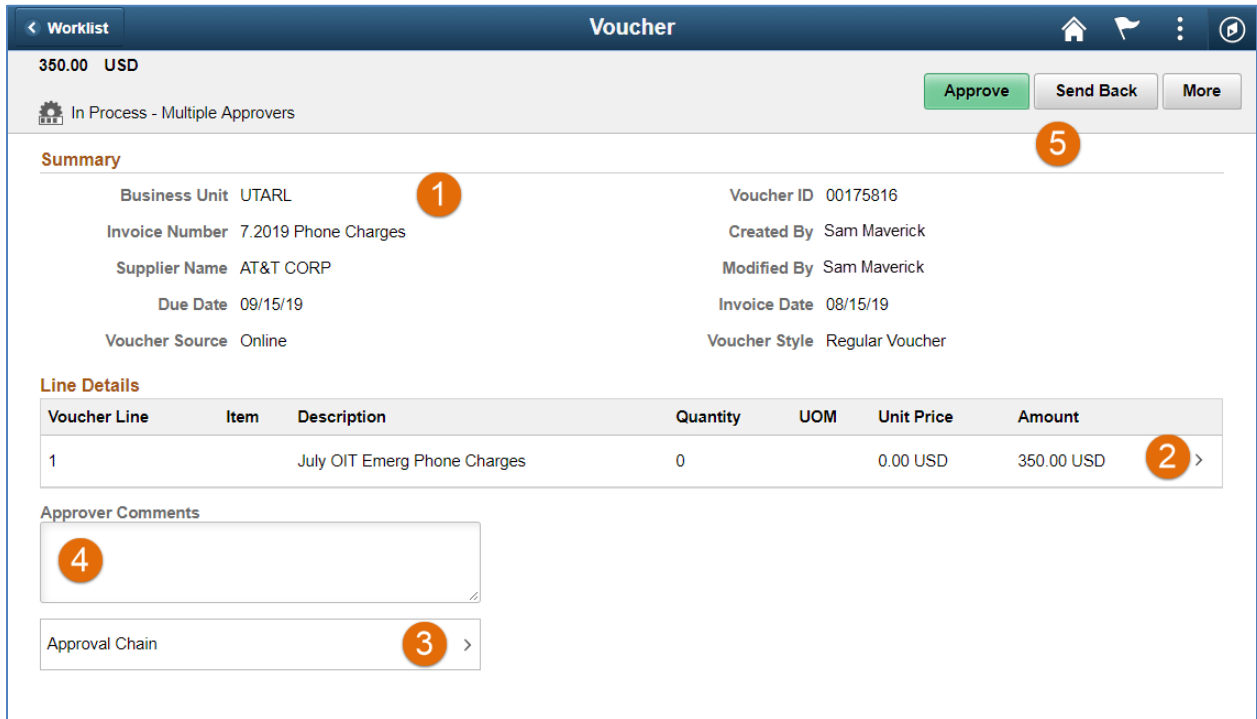 Worklist Voucher
350.00 USD
Approve Send Back More
In Process - Multiple Approvers
5
Summary
Business Unit UTARL 1 Voucher ID 00175816
Invoice Number 7.2019 Phone Charges Created By Sam Maverick
Supplier Name AT&T CORP Modified By Sam Maverick
Due Date 09/15/19 Invoice Date 08/15/19
Voucher Source Online Voucher Style Regular Voucher
Line Details
Voucher Line Item Description Quantity UOM Unit Price Amount
1 July OIT Emerg Phone Charges 0 0.00 USD 350.00 USD 2
Approver Comments
4
Approval Chain 3